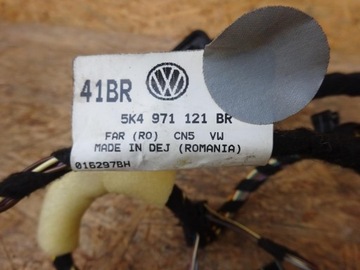 41BR
5K4 971 121 BR
FAR (RO) CN5 VW
MADE IN DEJ (ROMANIA)
016297BH